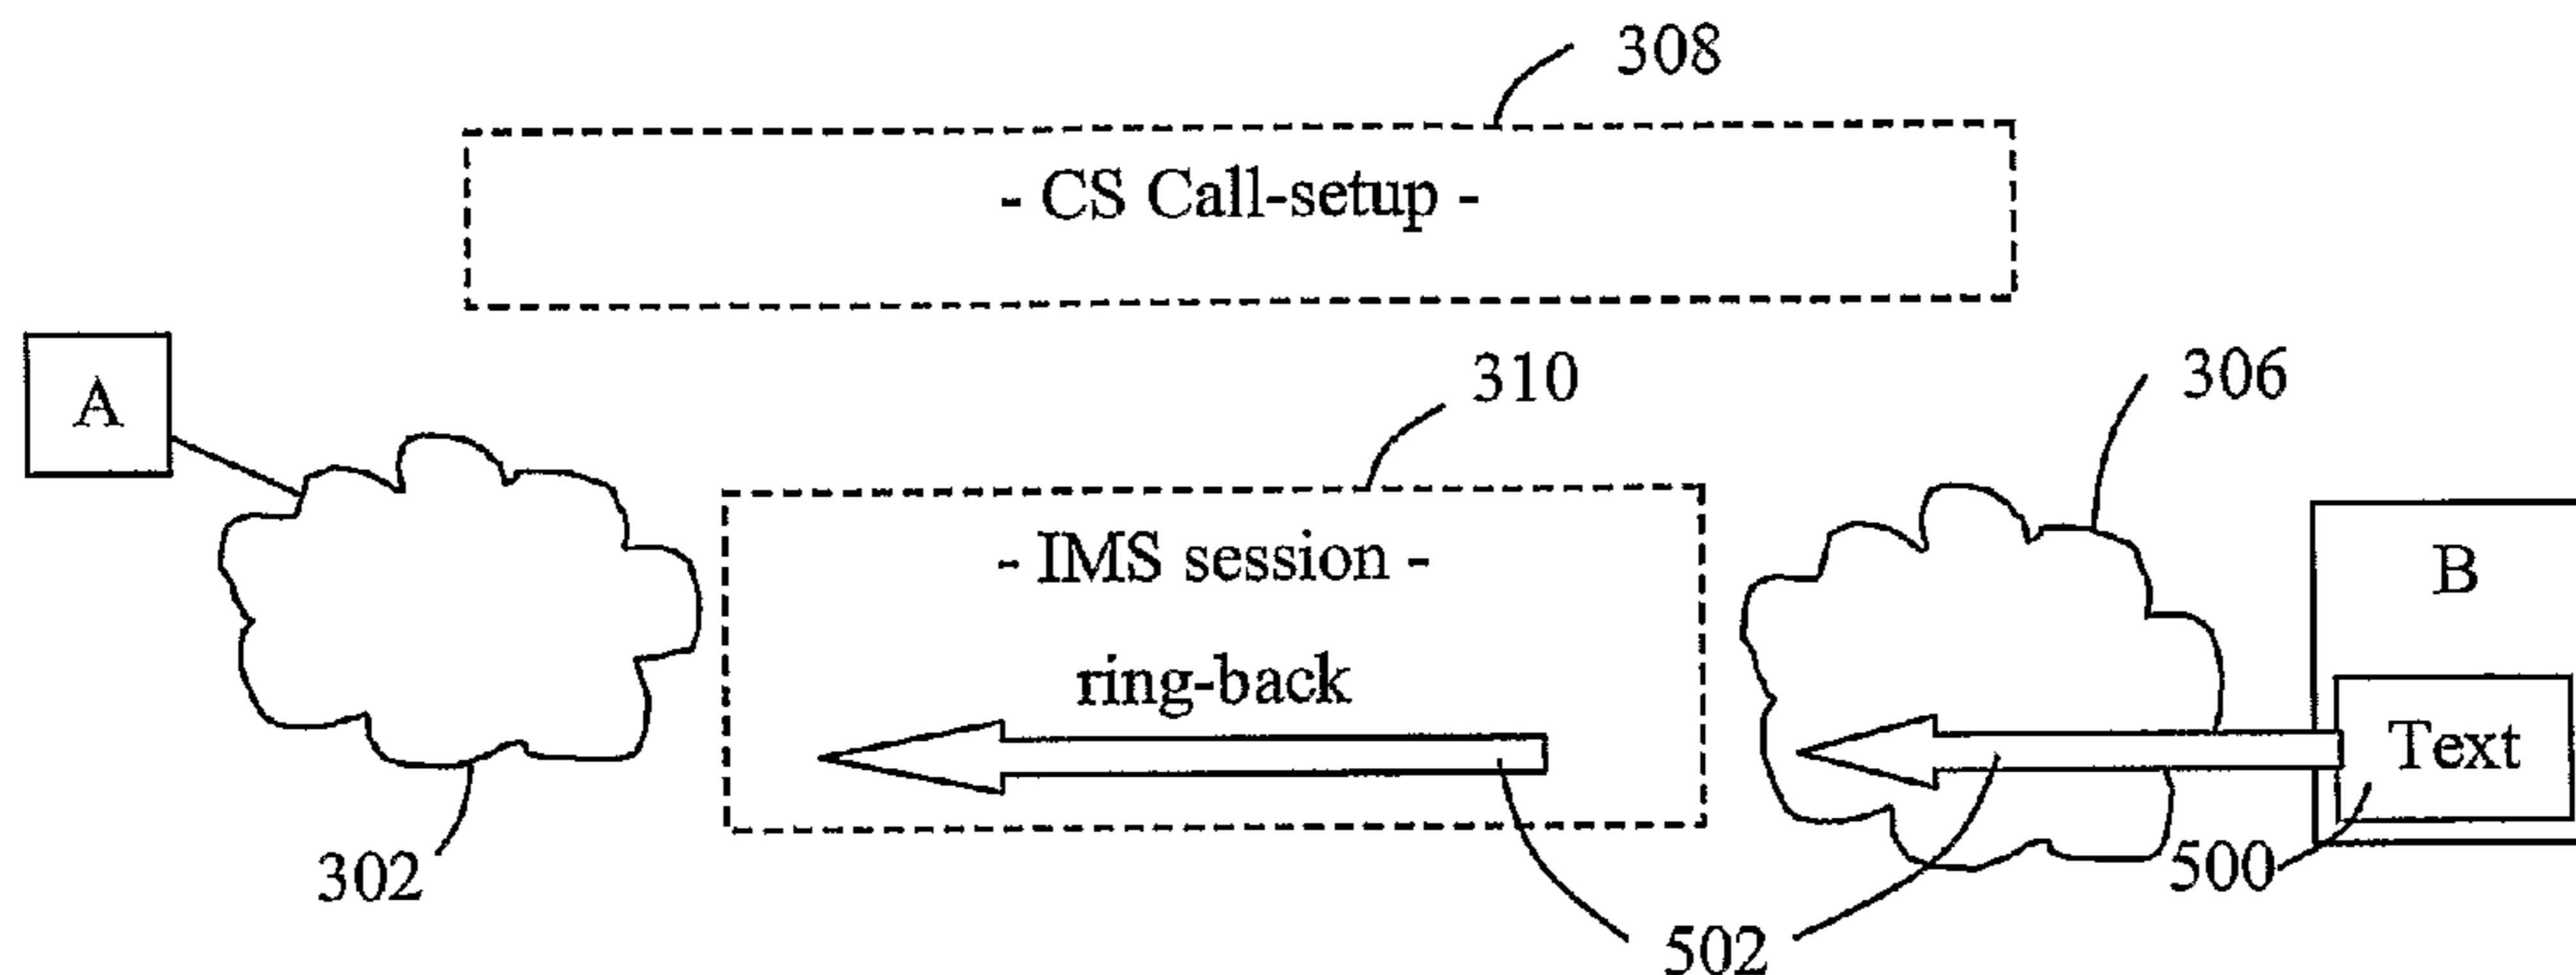 308
- CS Call-setup -
A
310
306
- IMS session -
B
ring-back
Text
302
500
502